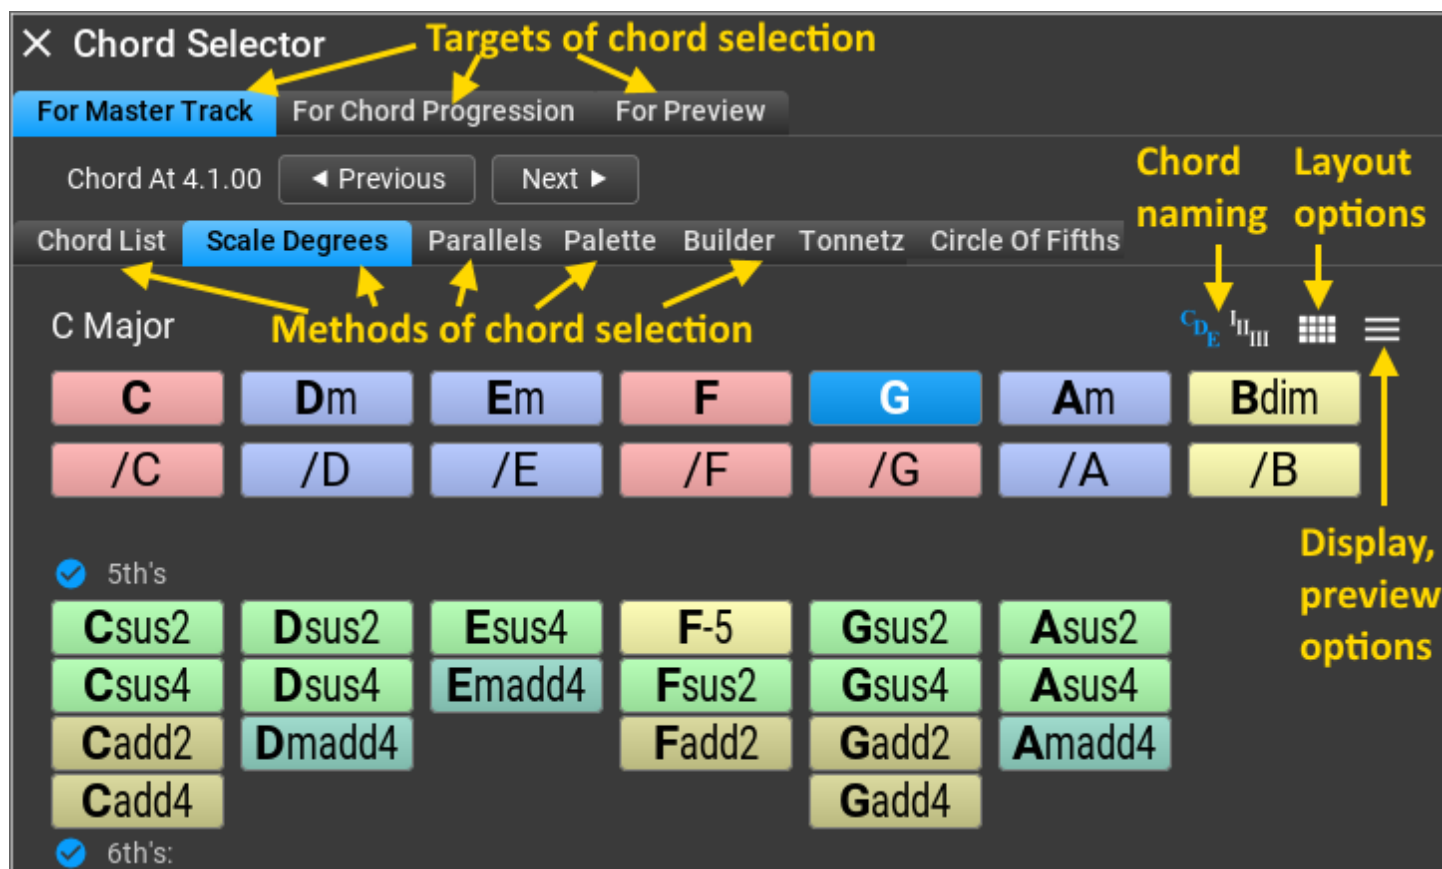 Chord Selector
Targets of chord selection
For Master Track For Chord Progression For Preview
Chord At 4.1.00 Previous Next
Chord naming
Layout options
Chord List Scale Degrees Parallels Palette Builder Tonnetz Circle Of Fifths
C Major
Methods of chord selection
CDE IIIIII
C Dm Em F G Am Bdim
/C /D /E /F /G /A /B
Display,
preview
options
5th's
Csus2 Dsus2 Esus4 F-5 Gsus2 Asus2
Csus4 Dsus4 Emadd4 Fsus2 Gsus4 Asus4
Cadd2 Dmadd4 Fadd2 Gadd2 Amadd4
Cadd4 Gadd4
6th's: